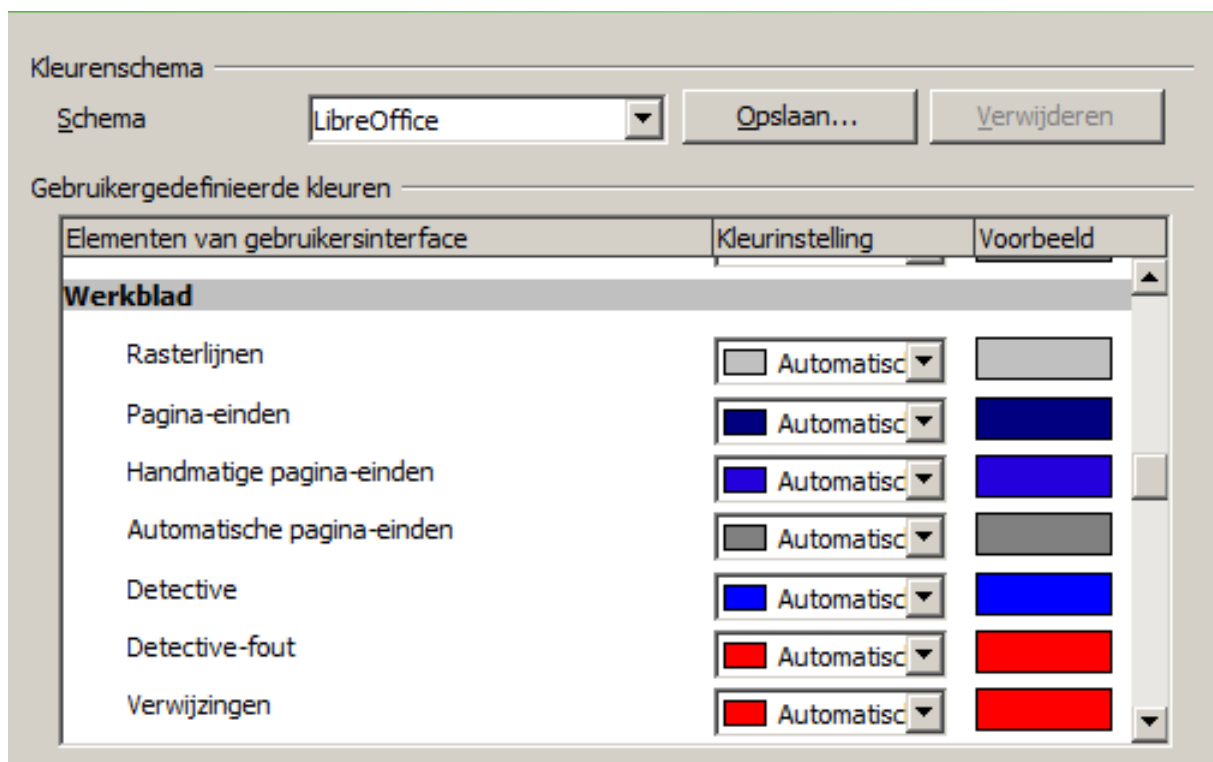 Kleurenschema
Schema LibreOffice Opslaan... Verwijderen
Gebruikergedefinieerde kleuren
Elementen van gebruikersinterface Kleurinstelling Voorbeeld
Werkblad
Rasterlijnen Automatisc
Pagina-einden Automatisc
Handmatige pagina-einden Automatisc
Automatische pagina-einden Automatisc
Detective Automatisc
Detective-fout Automatisc
Verwijzingen Automatisc